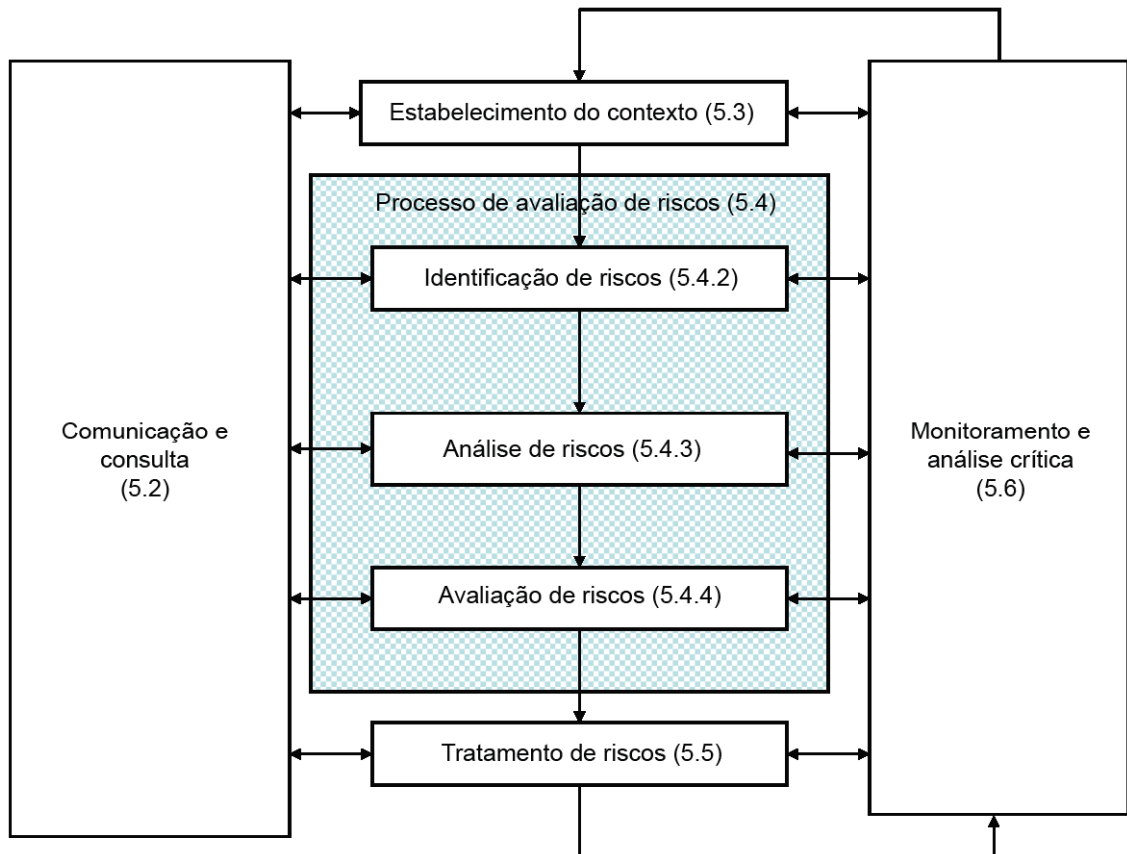 Estabelecimento do contexto (5.3)
Processo de avaliação de riscos (5.4)
Identificação de riscos (5.4.2)
Comunicação e
consulta
(5.2)
Análise de riscos (5.4.3)
Monitoramento e
análise crítica
(5.6)
Avaliação de riscos (5.4.4)
Tratamento de riscos (5.5)